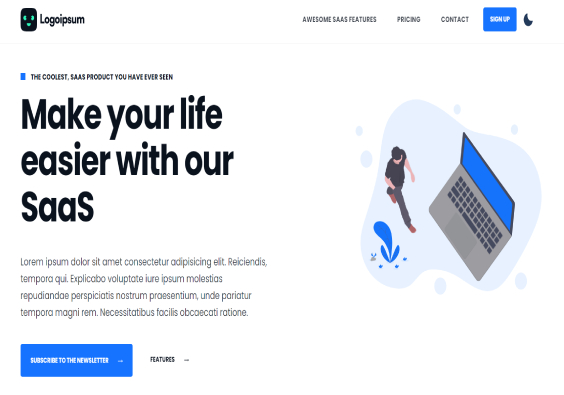 Logoipsum
AWESOME SAAS FEATURES
PRICING
CONTACT
SIGN UP
THE COOLEST, SAAS PRODUCT YOU HAVE EVER SEEN
Make your life
easier with our
SaaS
Lorem ipsum dolor sit amet consectetur adipisicing elit. Reiciendis,
tempora qui. Explicabo voluptate iure ipsum molestias
repudiandae perspiciatis nostrum praesentium, unde pariatur
tempora magni rem. Necessitatibus facilis obcaecati ratione.
SUBSCRIBE TO THE NEWSLETTER →
FEATURES →